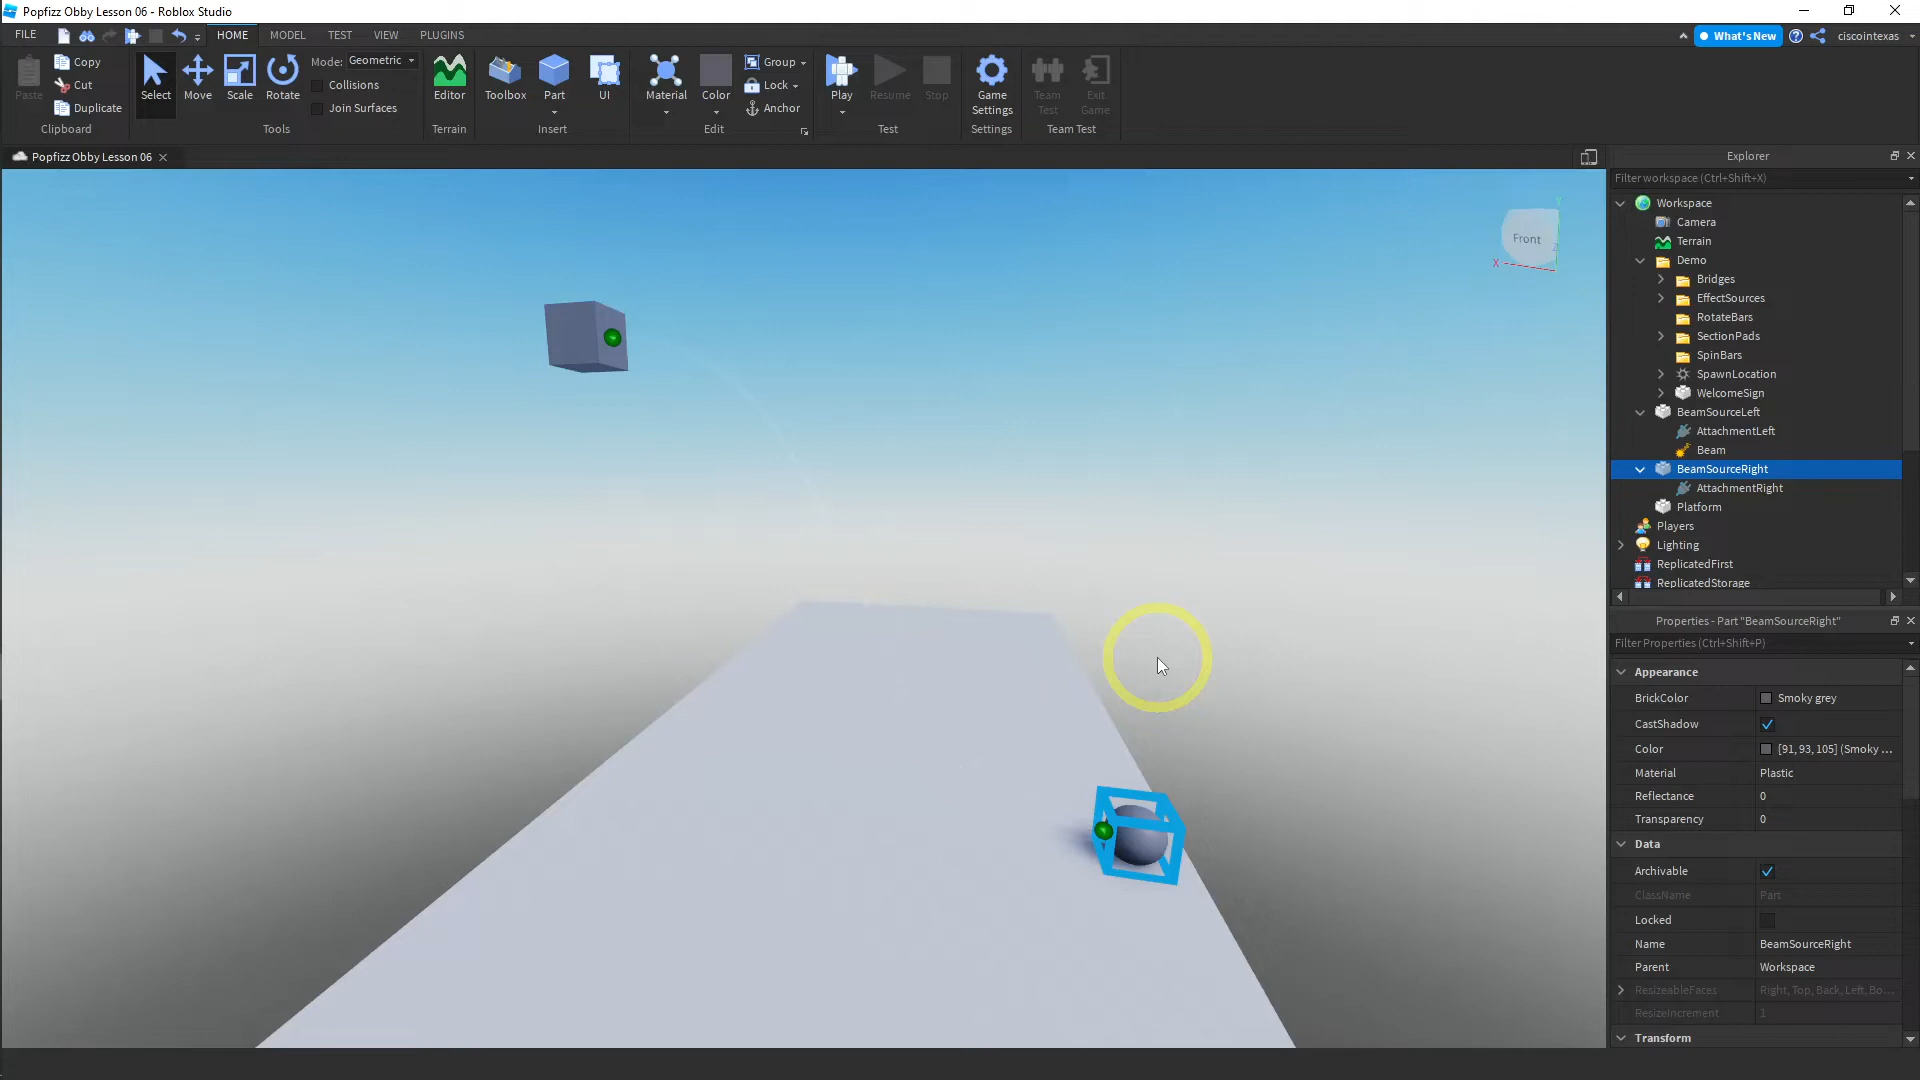 Popfizz Obby Lesson 06 - Roblox Studio
FILE HOME MODEL TEST VIEW PLUGINS What's New ciscointexas
Paste Copy Cut Duplicate Clipboard
Select Move Scale Rotate Mode: Geometric Collisions Join Surfaces Tools
Editor Terrain
Toolbox Part UI Insert
Material Color Group Lock Anchor Edit
Play Resume Stop Test
Game Settings Settings
Team Test Exit Game Team Test
Popfizz Obby Lesson 06
Front
X
Y
Z
Explorer
Filter workspace (Ctrl+Shift+X)
Workspace
Camera
Terrain
Demo
Bridges
EffectSources
RotateBars
SectionPads
SpinBars
SpawnLocation
WelcomeSign
BeamSourceLeft
AttachmentLeft
Beam
BeamSourceRight
AttachmentRight
Platform
Players
Lighting
ReplicatedFirst
ReplicatedStorage
Properties - Part "BeamSourceRight"
Filter Properties (Ctrl+Shift+P)
Appearance
BrickColor Smoky grey
CastShadow
Color [91, 93, 105] (Smoky ...
Material Plastic
Reflectance 0
Transparency 0
Data
Archivable
ClassName Part
Locked
Name BeamSourceRight
Parent Workspace
ResizeableFaces Right, Top, Back, Left, Bo...
ResizeIncrement 1
Transform